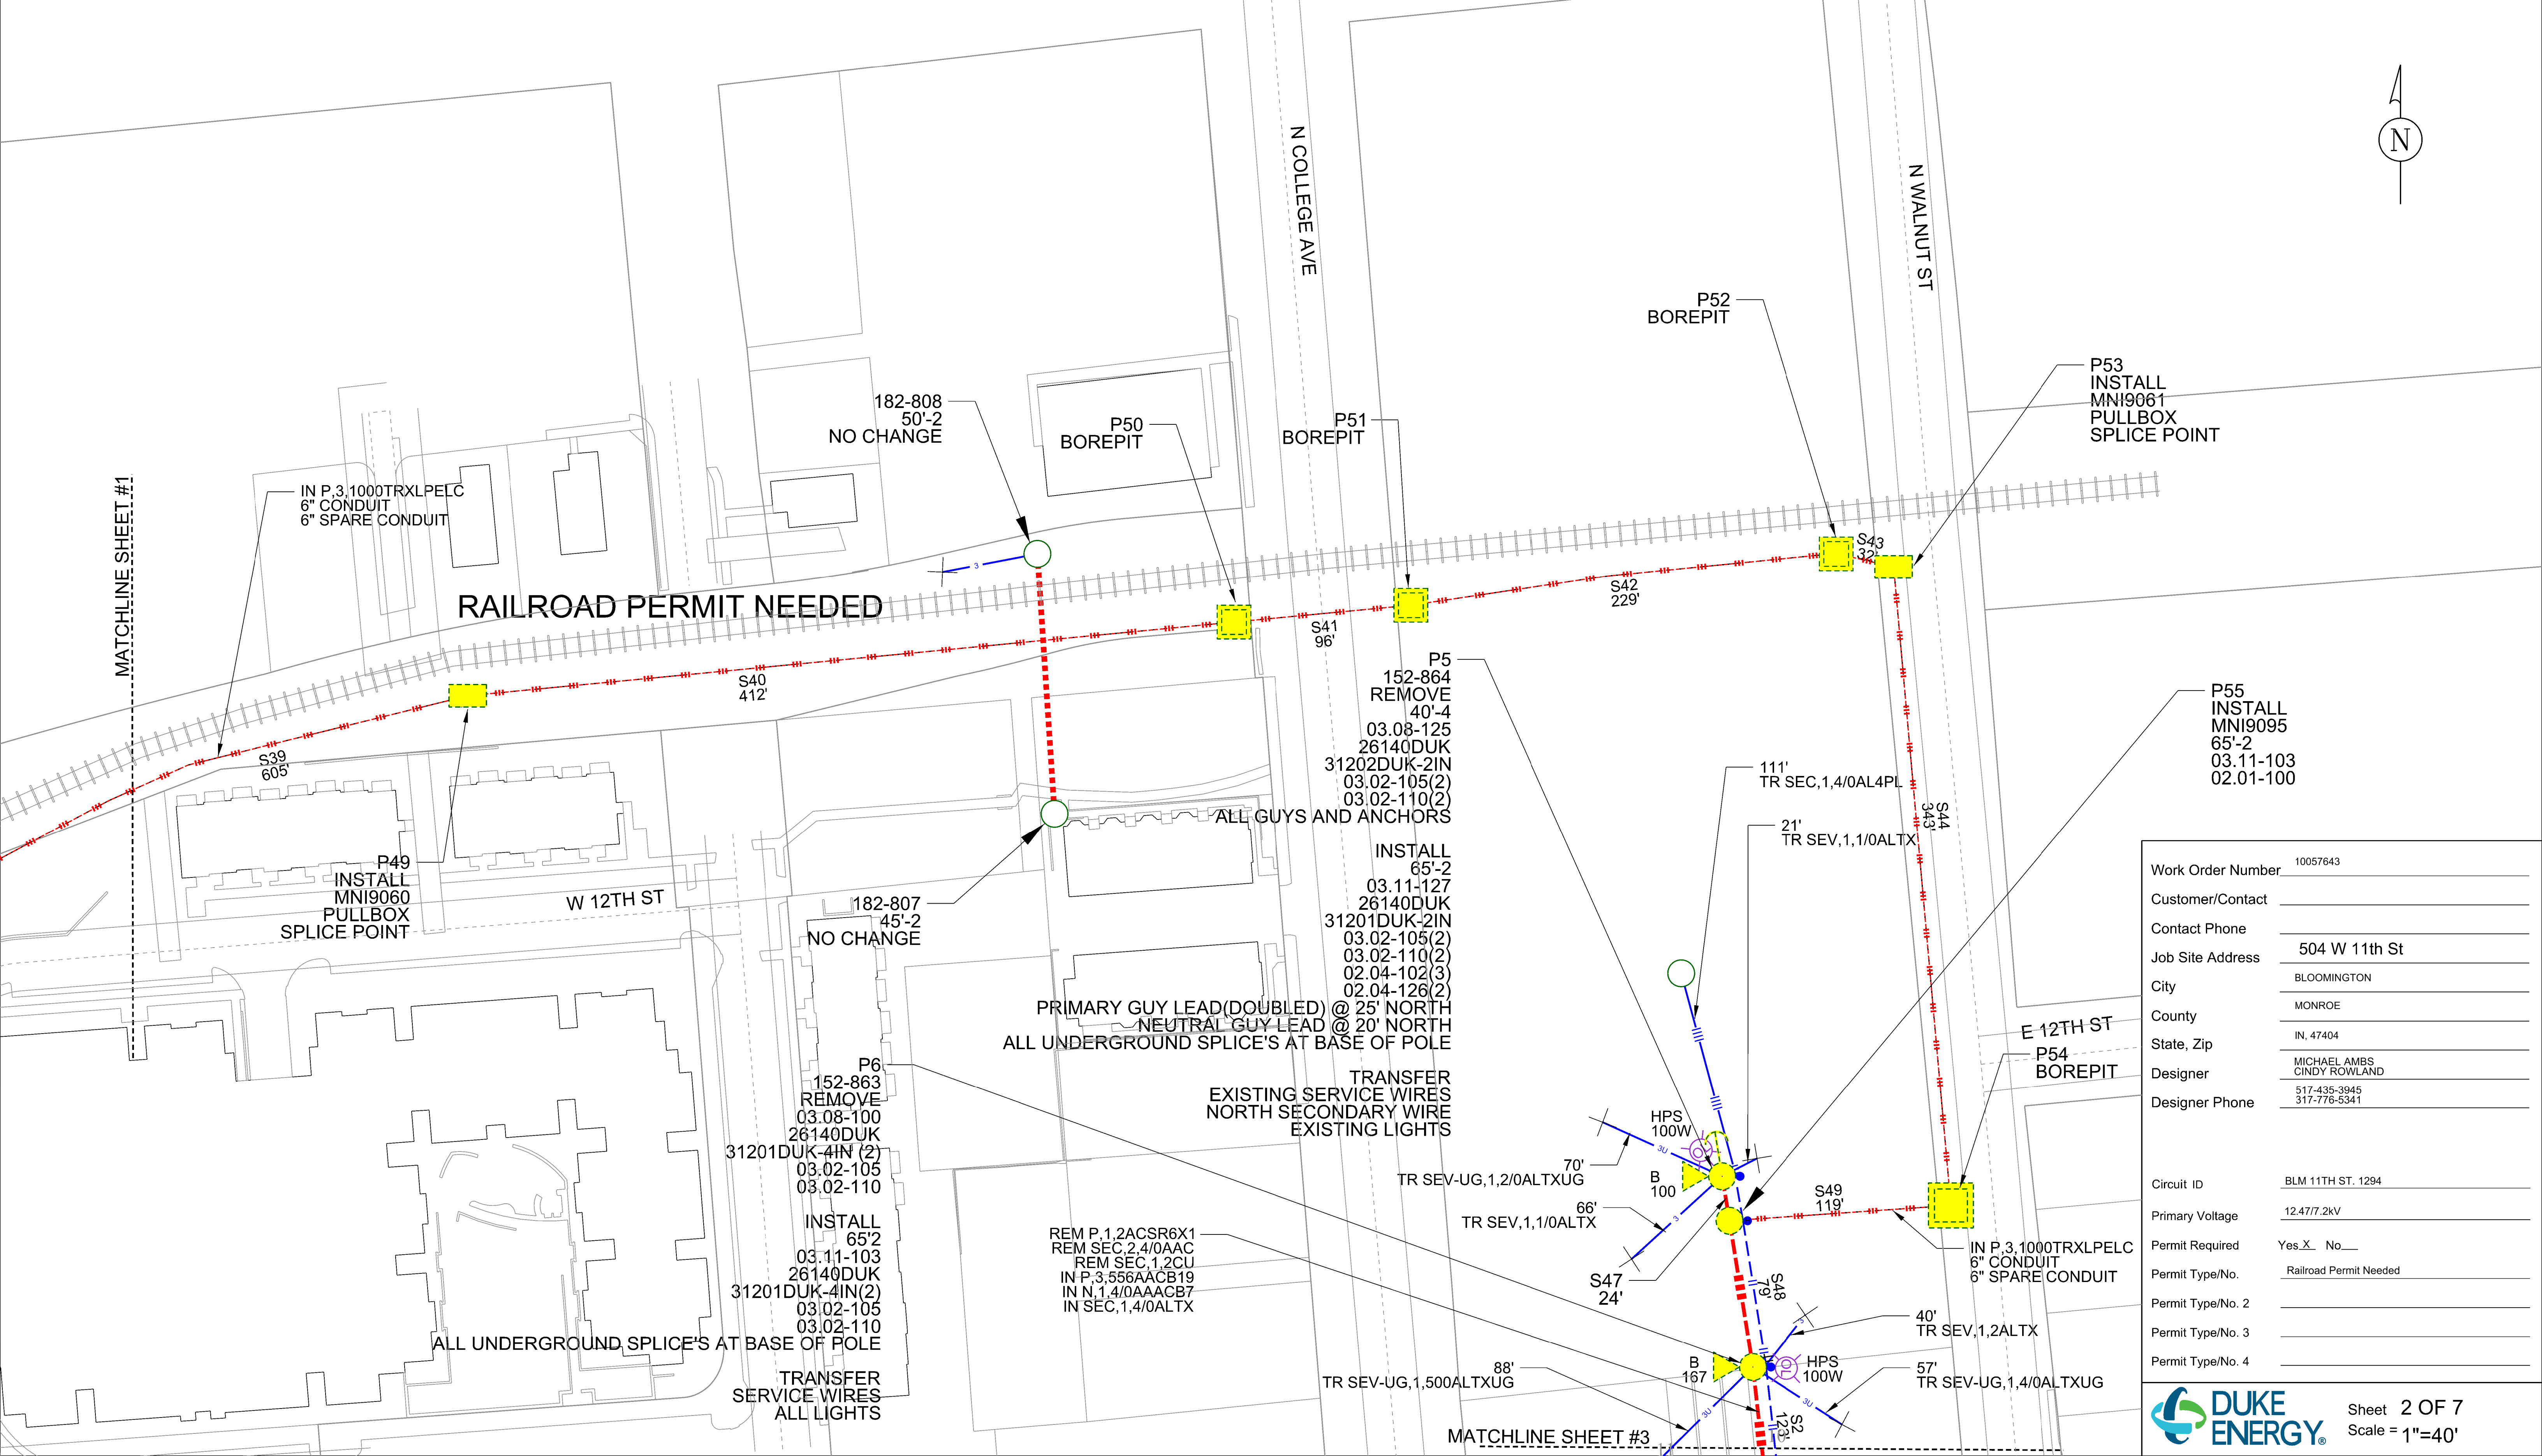 N COLLEGE AVE
N WALNUT ST
N
P52
BOREPIT
P53
INSTALL
MNI9061
PULLBOX
SPLICE POINT
182-808
50'-2
NO CHANGE
P50
BOREPIT
P51
BOREPIT
MATCHLINE SHEET #1
IN P,3,1000TRXLPELC
6" CONDUIT
6" SPARE CONDUIT
3
S43
32'
RAILROAD PERMIT NEEDED
S42
229'
S41
96'
S40
412'
S39
605'
P5
152-864
REMOVE
40'-4
03.08-125
26140DUK
31202DUK-2IN
03.02-105(2)
03.02-110(2)
ALL GUYS AND ANCHORS
INSTALL
65'-2
03.11-127
26140DUK
31201DUK-2IN
03.02-105(2)
03.02-110(2)
02.04-102(3)
02.04-126(2)
PRIMARY GUY LEAD(DOUBLED) @ 25' NORTH
NEUTRAL GUY LEAD @ 20' NORTH
ALL UNDERGROUND SPLICE'S AT BASE OF POLE
TRANSFER
EXISTING SERVICE WIRES
NORTH SECONDARY WIRE
EXISTING LIGHTS
P55
INSTALL
MNI9095
65'-2
03.11-103
02.01-100
111'
TR SEC,1,4/0AL4PL
21'
TR SEV,1,1/0ALTX
S44
343'
P49
INSTALL
MNI9060
PULLBOX
SPLICE POINT
W 12TH ST
182-807
45'-2
NO CHANGE
E 12TH ST
P54
BOREPIT
P6
152-863
REMOVE
03.08-100
26140DUK
31201DUK-4IN (2)
03.02-105
03.02-110
INSTALL
65'2
03.11-103
26140DUK
31201DUK-4IN(2)
03.02-105
03.02-110
ALL UNDERGROUND SPLICE'S AT BASE OF POLE
TRANSFER
SERVICE WIRES
ALL LIGHTS
HPS
100W
OL
3U
70'
TR SEV-UG,1,2/0ALTXUG
B
100
66'
TR SEV,1,1/0ALTX
3
S49
119'
REM P,1,2ACSR6X1
REM SEC,2,4/0AAC
REM SEC,1,2CU
IN P,3,556AACB19
IN N,1,4/0AAACB7
IN SEC,1,4/0ALTX
IN P,3,1000TRXLPELC
6" CONDUIT
6" SPARE CONDUIT
S47
24'
S48
79'
40'
TR SEV,1,2ALTX
3
B
167
OL
HPS
100W
88'
TR SEV-UG,1,500ALTXUG
57'
TR SEV-UG,1,4/0ALTXUG
3U
3U
S2
123'
MATCHLINE SHEET #3
Work Order Number 10057643
Customer/Contact
Contact Phone
Job Site Address 504 W 11th St
City BLOOMINGTON
County MONROE
State, Zip IN, 47404
Designer MICHAEL AMBS
CINDY ROWLAND
Designer Phone 517-435-3945
317-776-5341
Circuit ID BLM 11TH ST. 1294
Primary Voltage 12.47/7.2kV
Permit Required Yes X No
Permit Type/No. Railroad Permit Needed
Permit Type/No. 2
Permit Type/No. 3
Permit Type/No. 4
DUKE
ENERGY®
Sheet 2 OF 7
Scale = 1"=40'